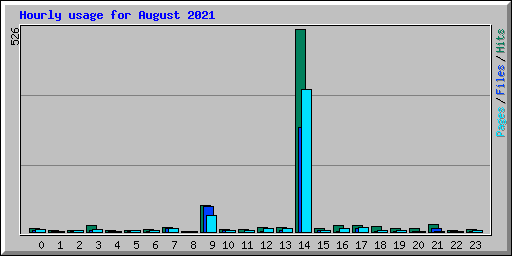 Hourly usage for August 2021
526
Pages/Files/Hits
0 1 2 3 4 5 6 7 8 9 10 11 12 13 14 15 16 17 18 19 20 21 22 23